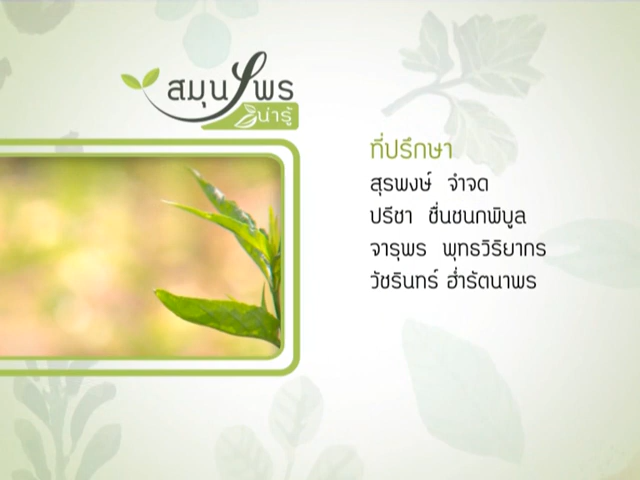 สมุนไพร
น่ารู้
ที่ปรึกษา
สุรพงษ์ จำจด
ปรีชา ชื่นชนกพิบูล
จารุพร พุทธวิริยากร
วัชรินทร์ ฮ่ำรัตนาพร